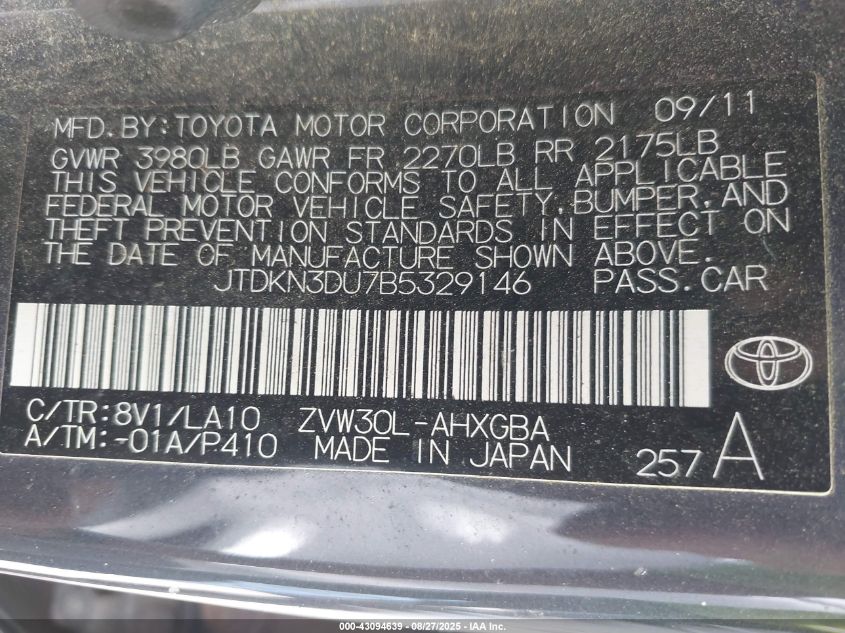 MFD.BY:TOYOTA MOTOR CORPORATION 09/11
GVWR 3980LB GAWR FR 2270LB RR 2175LB
THIS VEHICLE CONFORMS TO ALL APPLICABLE
FEDERAL MOTOR VEHICLE SAFETY,BUMPER,AND
THEFT PREVENTION STANDARDS IN EFFECT ON
THE DATE OF MANUFACTURE SHOWN ABOVE.
JTDKN3DU7B5329146 PASS.CAR
C/TR:8V1/LA10 ZVW30L-AHXGBA
A/TM:-01A/P410 MADE IN JAPAN 257 A
000-43094639 - 08/27/2025 - IAA Inc.